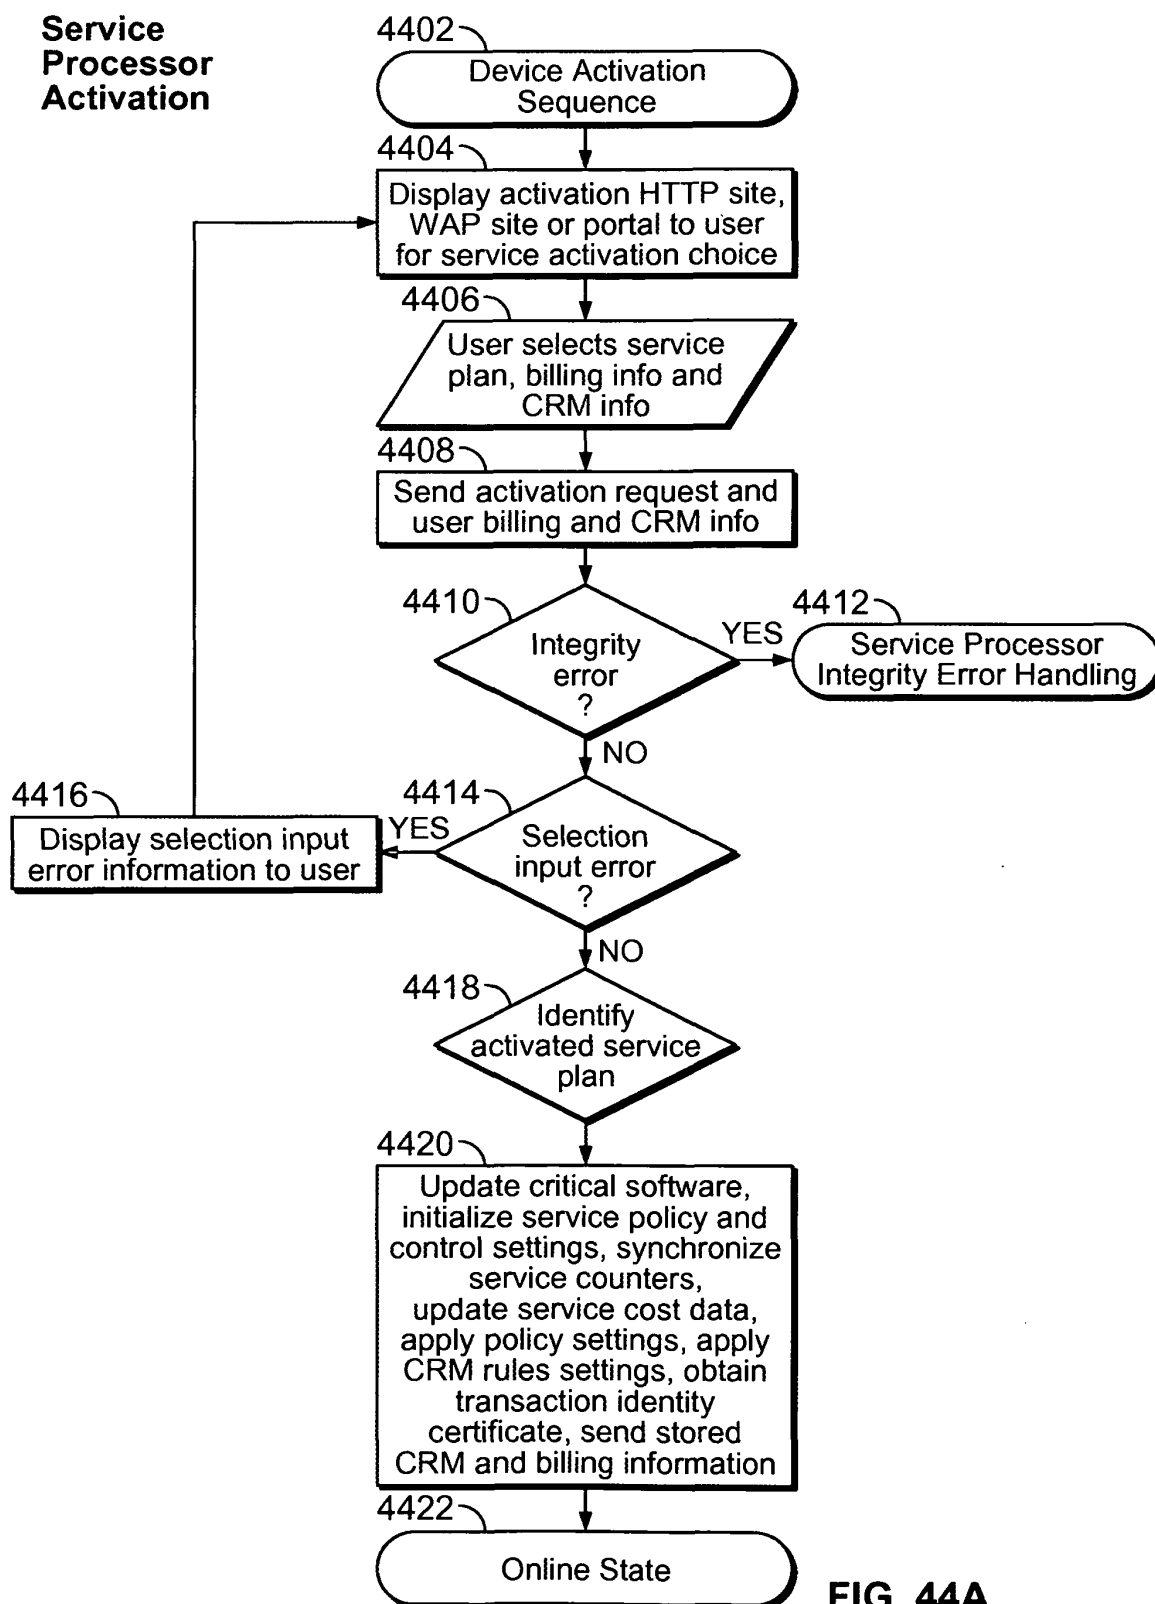 Service
Processor
Activation
4402
Device Activation
Sequence
4404
Display activation HTTP site,
WAP site or portal to user
for service activation choice
4406
User selects service
plan, billing info and
CRM info
4408
Send activation request and
user billing and CRM info
4410
Integrity
error
?
YES
4412
Service Processor
Integrity Error Handling
NO
4414
Selection
input error
?
YES
4416
Display selection input
error information to user
NO
4418
Identify
activated service
plan
4420
Update critical software,
initialize service policy and
control settings, synchronize
service counters,
update service cost data,
apply policy settings, apply
CRM rules settings, obtain
transaction identity
certificate, send stored
CRM and billing information
4422
Online State
FIG. 44A